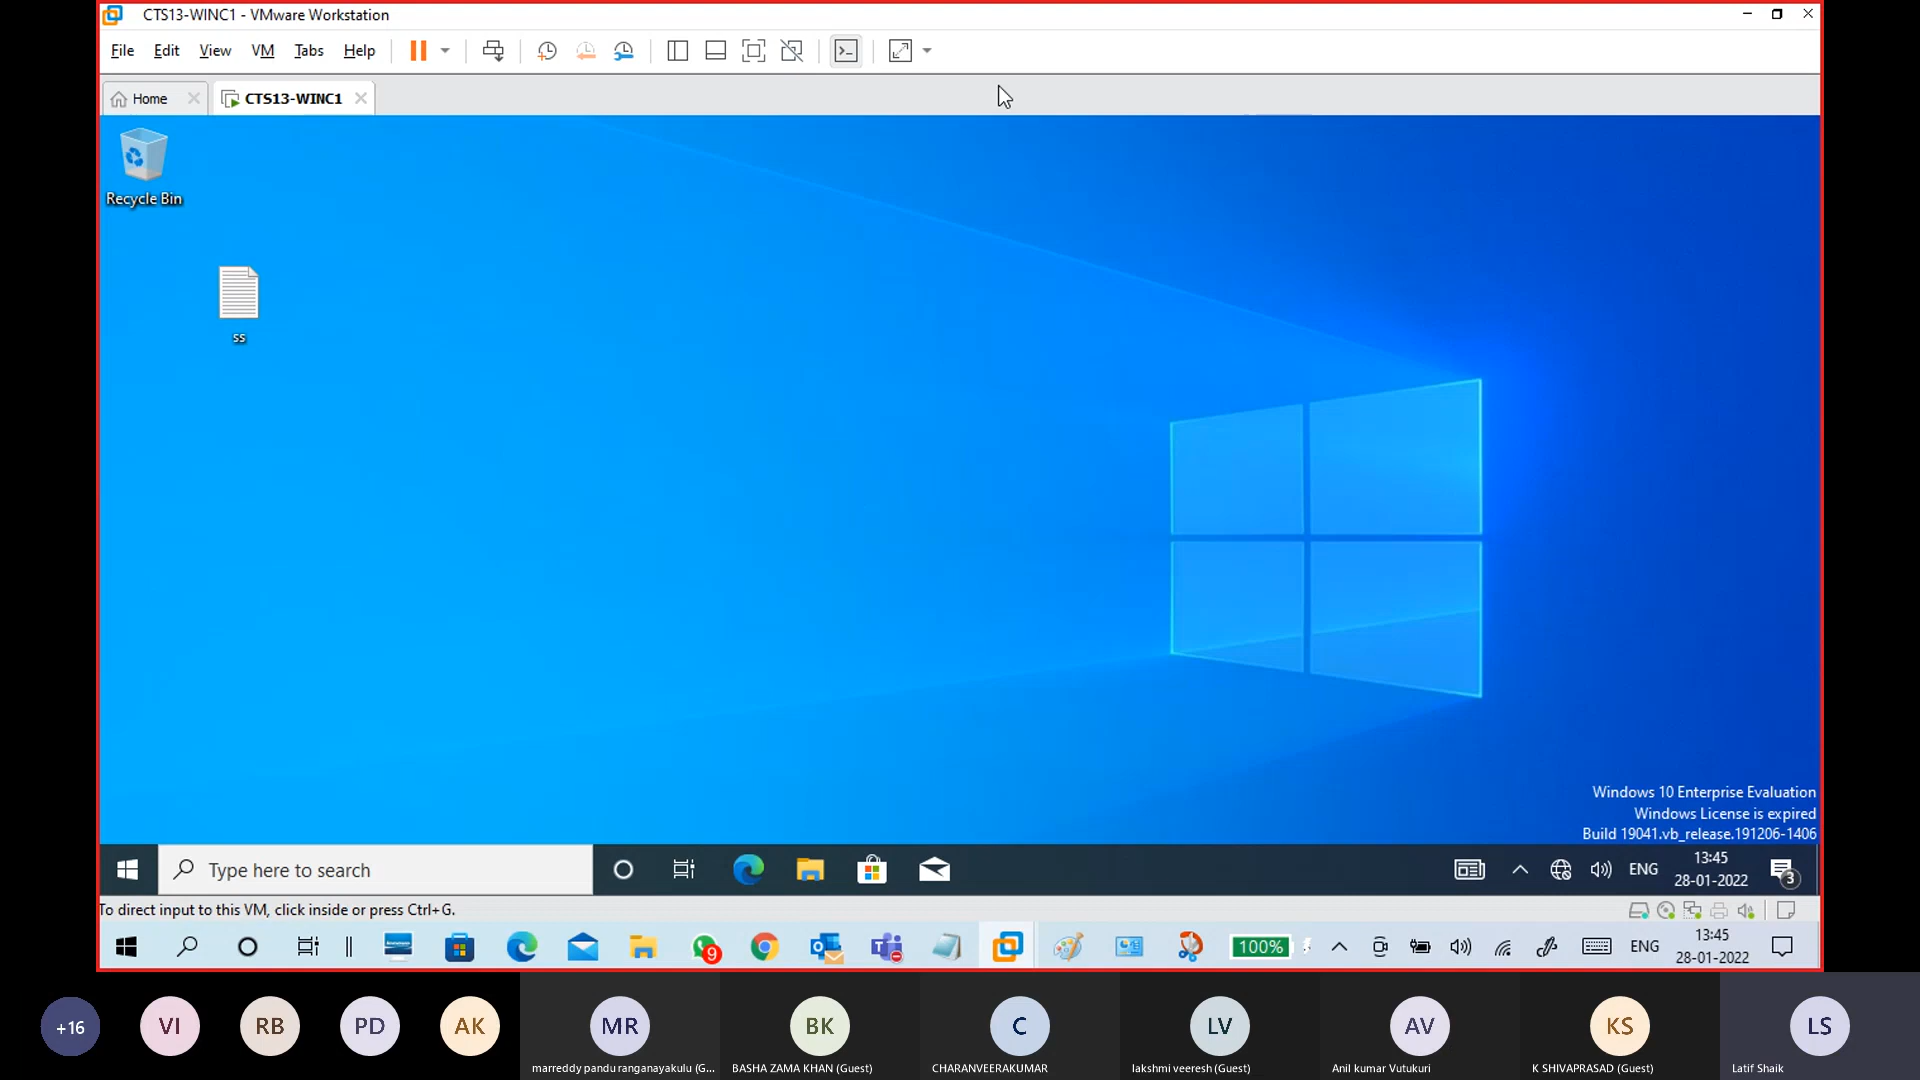 CTS13-WINC1 - VMware Workstation
File Edit View VM Tabs Help
Home CTS13-WINC1
Recycle Bin
ss
Windows 10 Enterprise Evaluation
Windows License is expired
Build 19041.vb_release.191206-1406
Type here to search
ENG
13:45
28-01-2022
3
To direct input to this VM, click inside or press Ctrl+G.
9
100%
ENG
13:45
28-01-2022
+16
VI
RB
PD
AK
MR
BK
C
LV
AV
KS
LS
marreddy pandu ranganayakulu (G...
BASHA ZAMA KHAN (Guest)
CHARANVEERAKUMAR
lakshmi veeresh (Guest)
Anil kumar Vutukuri
K SHIVAPRASAD (Guest)
Latif Shaik